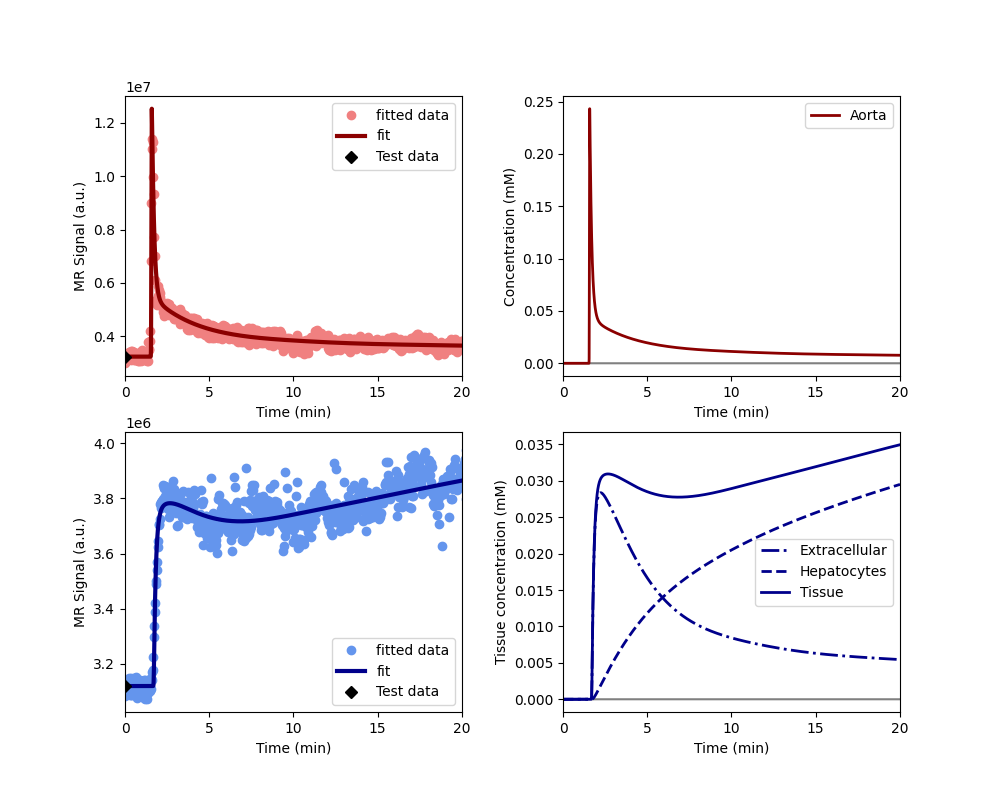 1e7
MR Signal (a.u.)
1.2
1.0
0.8
0.6
0.4
0 5 10 15 20
Time (min)
fitted data
fit
Test data
Concentration (mM)
0.25
0.20
0.15
0.10
0.05
0.00
0 5 10 15 20
Time (min)
Aorta
1e6
MR Signal (a.u.)
4.0
3.8
3.6
3.4
3.2
0 5 10 15 20
Time (min)
fitted data
fit
Test data
Tissue concentration (mM)
0.035
0.030
0.025
0.020
0.015
0.010
0.005
0.000
0 5 10 15 20
Time (min)
Extracellular
Hepatocytes
Tissue